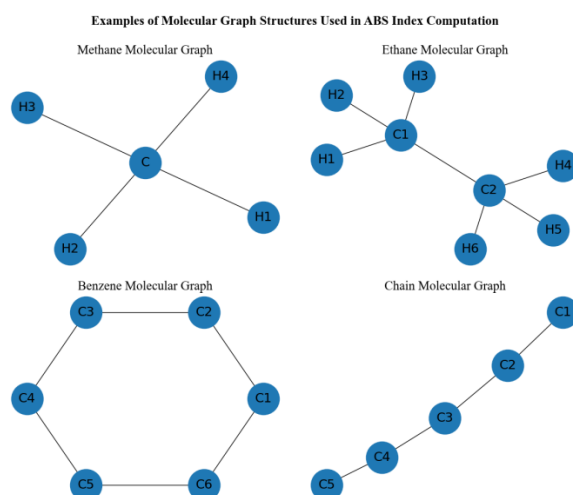 Examples of Molecular Graph Structures Used in ABS Index Computation
Methane Molecular Graph
H4
H3
C
H1
H2
Ethane Molecular Graph
H3
H2
C1
H1
H4
C2
H5
H6
Benzene Molecular Graph
C3
C2
C4
C1
C5
C6
Chain Molecular Graph
C1
C2
C3
C4
C5